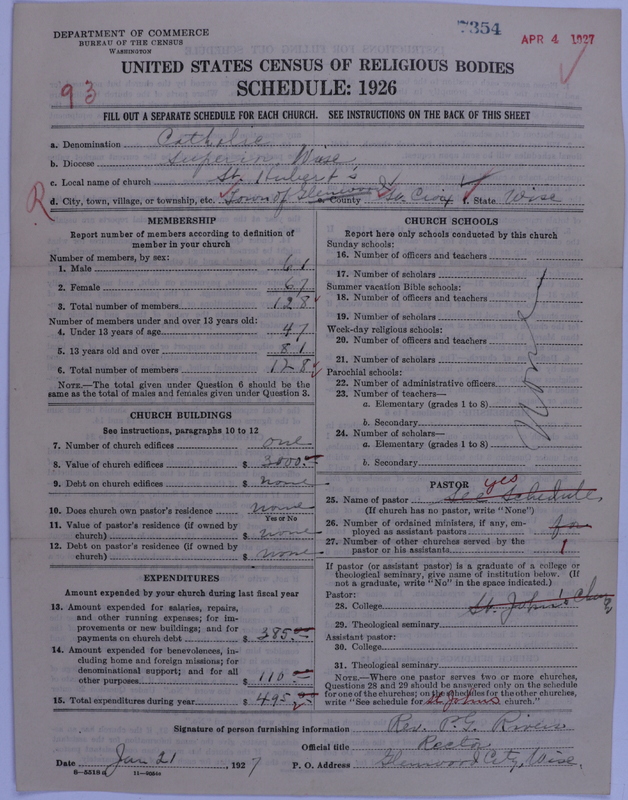 7354
APR 4 1927
DEPARTMENT OF COMMERCE
BUREAU OF THE CENSUS
WASHINGTON
UNITED STATES CENSUS OF RELIGIOUS BODIES
SCHEDULE: 1926
93
FILL OUT A SEPARATE SCHEDULE FOR EACH CHURCH. SEE INSTRUCTIONS ON THE BACK OF THIS SHEET
a. Denomination Catholic
b. Diocese Superior, Wisc.
c. Local name of church St. Hubert's
R
d. City, town, village, or township, etc. Town of Glenwood e. County St. Croix f. State Wisc
MEMBERSHIP
Report number of members according to definition of member in your church
Number of members, by sex:
1. Male 61
2. Female 67
3. Total number of members 128
Number of members under and over 13 years old:
4. Under 13 years of age 47
5. 13 years old and over 81
6. Total number of members 128
NOTE.—The total given under Question 6 should be the same as the total of males and females given under Question 3.
CHURCH BUILDINGS
See instructions, paragraphs 10 to 12
7. Number of church edifices one
8. Value of church edifices $ 3000.—
9. Debt on church edifices $ none
10. Does church own pastor's residence none
Yes or No
11. Value of pastor's residence (if owned by church) $ none
12. Debt on pastor's residence (if owned by church) $ none
EXPENDITURES
Amount expended by your church during last fiscal year
13. Amount expended for salaries, repairs, and other running expenses; for improvements or new buildings; and for payments on church debt $ 385.—
14. Amount expended for benevolences, including home and foreign missions; for denominational support; and for all other purposes $ 110.—
15. Total expenditures during year $ 495.—
CHURCH SCHOOLS
Report here only schools conducted by this church
Sunday schools:
16. Number of officers and teachers
17. Number of scholars
Summer vacation Bible schools:
18. Number of officers and teachers
19. Number of scholars
Week-day religious schools:
20. Number of officers and teachers
21. Number of scholars
Parochial schools:
22. Number of administrative officers
23. Number of teachers—
a. Elementary (grades 1 to 8)
b. Secondary
24. Number of scholars—
a. Elementary (grades 1 to 8)
b. Secondary
None
PASTOR
yes
25. Name of pastor See Schedule
(If church has no pastor, write "None")
26. Number of ordained ministers, if any, employed as assistant pastors for
27. Number of other churches served by the pastor or his assistants 1
If pastor (or assistant pastor) is a graduate of a college or theological seminary, give name of institution below. (If not a graduate, write "No" in the space indicated.)
Pastor:
28. College St. John's
29. Theological seminary
Assistant pastor:
30. College
31. Theological seminary
NOTE.—Where one pastor serves two or more churches, Questions 28 and 29 should be answered only on the schedule for one of the churches; on the schedules for the other churches, write "See schedule for St. Johns church."
Signature of person furnishing information Rev. P. G. Rivers
Official title Rector
Date Jan 21, 1927 P. O. Address Glenwood City, Wisc.
8—5518a 11—9054a